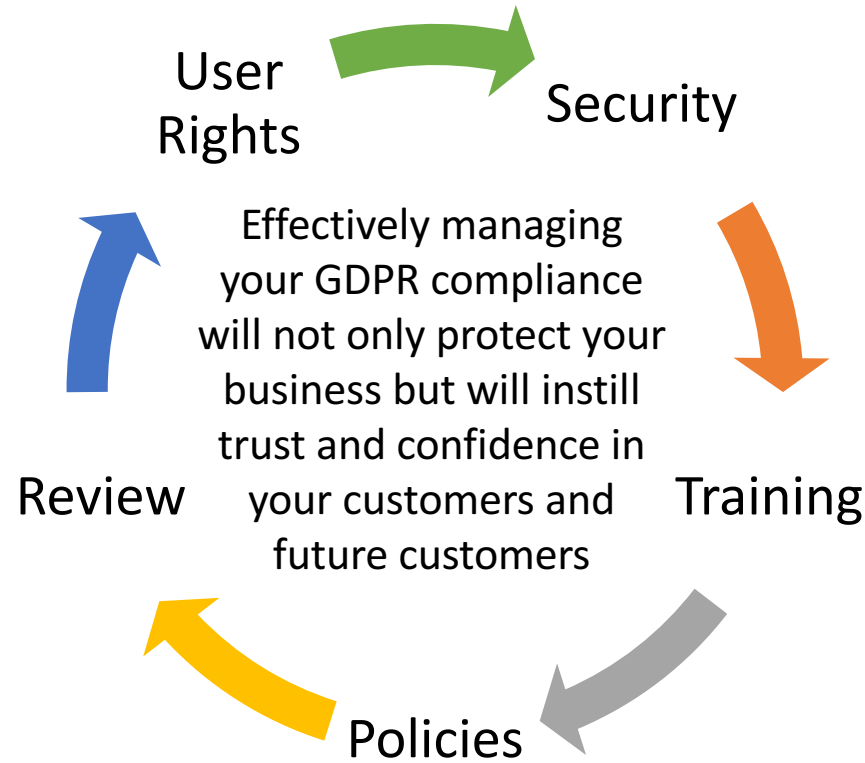 User
Rights
Security
Effectively managing
your GDPR compliance
will not only protect your
business but will instill
trust and confidence in
your customers and
future customers
Training
Policies
Review